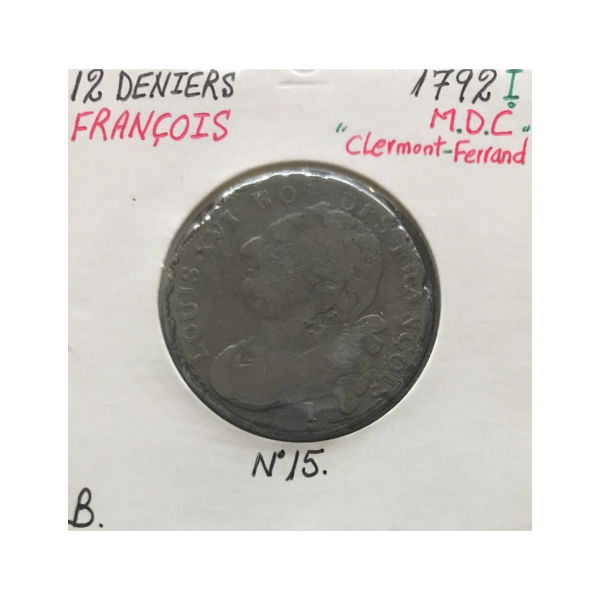 12 DENIERS
FRANÇOIS
1792 I.
"M.D.C"
Clermont-Ferrand
LOUIS XVI ROI DES FRANÇOIS
I
N°15.
B.